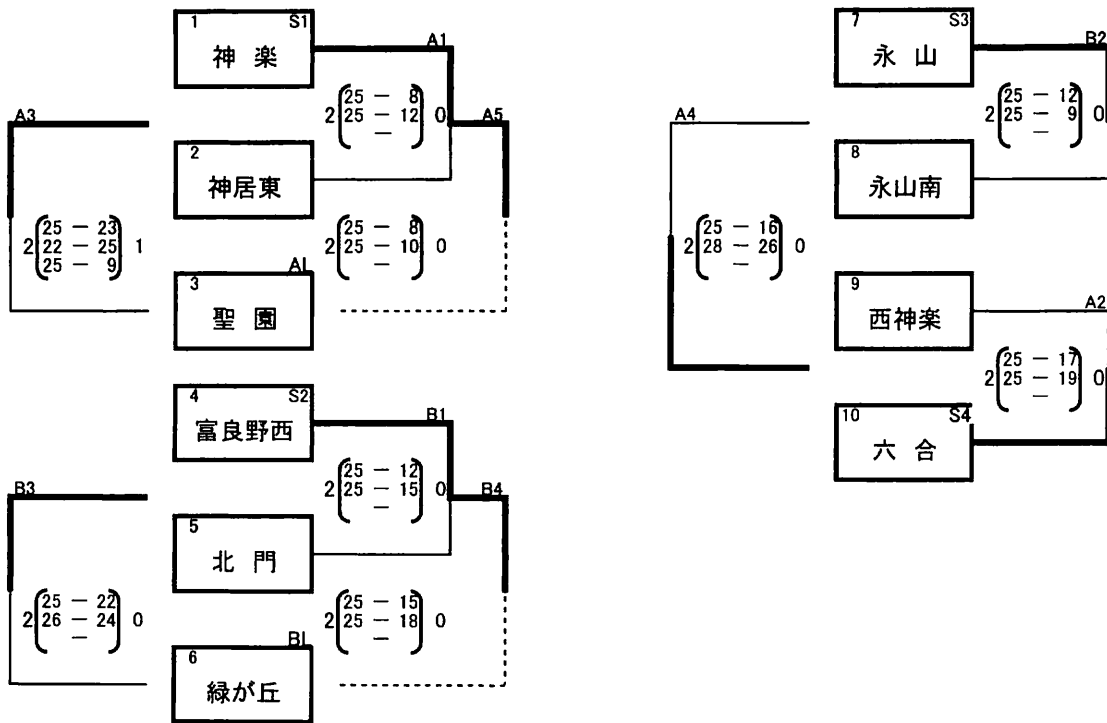 1 S1
神楽
A1
2 25 - 8 0
25 - 12
-
A3
A5
2
神居東
2 25 - 23 1
22 - 25
25 - 9
2 25 - 8 0
25 - 10
-
3 A1
聖園
4 S2
富良野西
B1
2 25 - 12 0
25 - 15
-
B3
B4
5
北門
2 25 - 22 0
26 - 24
-
2 25 - 15 0
25 - 18
-
6
緑が丘
7 S3
永山
B2
2 25 - 12 0
25 - 9
-
A4
8
永山南
2 25 - 16 0
28 - 26
-
9
西神楽
A2
2 25 - 17 0
25 - 19
-
10 S4
六合